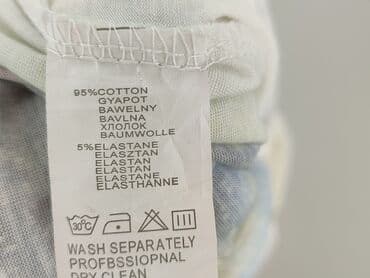 95%COTTON
GYAPOT
BAWELNY
BAVLNA
ХЛОПОК
BAUMWOLLE
5%ELASTANE
ELASZTAN
ELASTAN
ELASTAN
ELASTANE
ELASTHANNE
30°C
WASH SEPARATELY
PROFBSSIOPNAL
DRY CLEAN